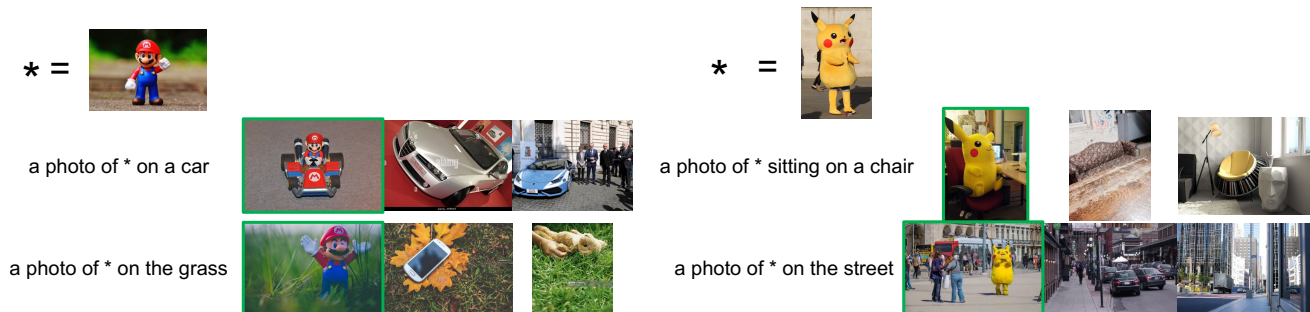 * =
a photo of * on a car
a photo of * on the grass
* =
a photo of * sitting on a chair
a photo of * on the street